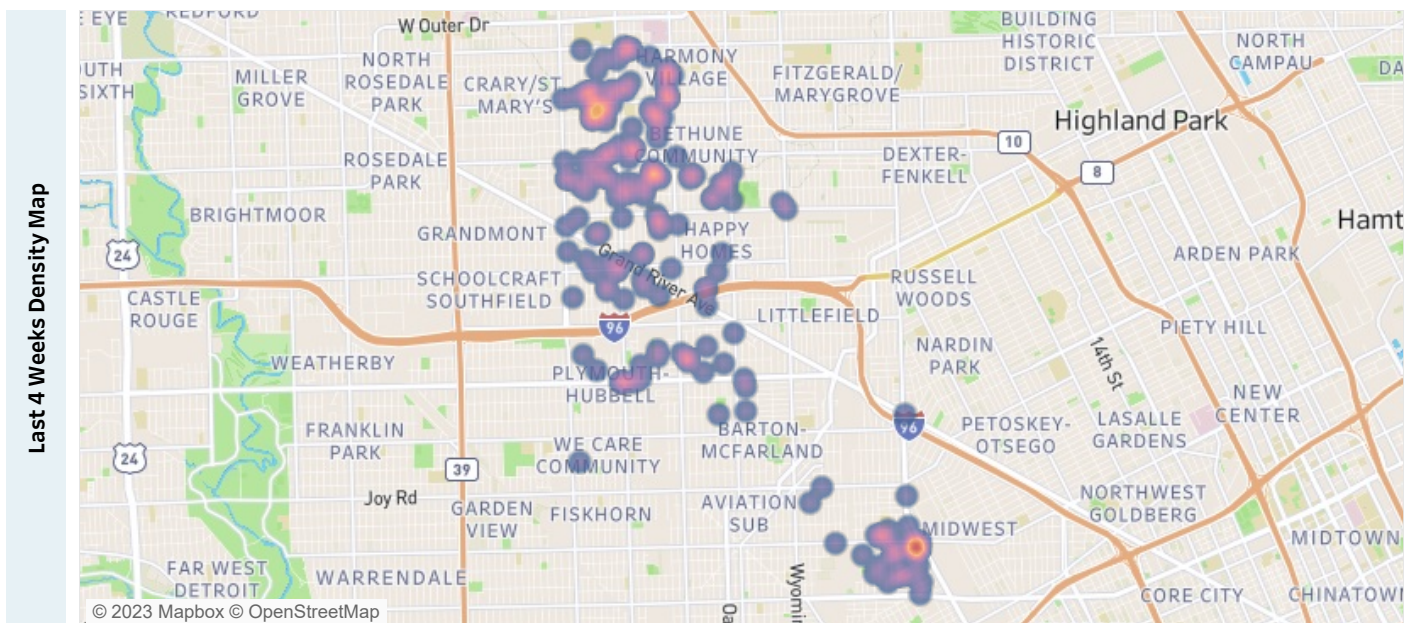 Last 4 Weeks Density Map
REDFORD
W Outer Dr
BUILDING
HISTORIC
DISTRICT
NORTH
CAMPAU
NORTH
ROSEDALE
PARK
HARMONY
VILLAGE
MILLER
GROVE
CRARY/ST
MARY'S
FITZGERALD/
MARYGROVE
SIXTH
DA
Highland Park
BETHUNE
COMMUNITY
10
DEXTER-
FENKELL
ROSEDALE
PARK
8
BRIGHTMOOR
Hamt
GRANDMONT
HAPPY
HOMES
24
ARDEN PARK
Grand River Ave
SCHOOLCRAFT
SOUTHFIELD
RUSSELL
WOODS
CASTLE
ROUGE
LITTLEFIELD
96
PIETY HILL
NARDIN
PARK
14th St
WEATHERBY
PLYMOUTH-
HUBBELL
NEW
CENTER
96
FRANKLIN
PARK
WE CARE
COMMUNITY
BARTON-
MCFARLAND
PETOSKEY-
OTSEGO
LASALLE
GARDENS
24
39
Joy Rd
GARDEN
VIEW
FISKHORN
AVIATION
SUB
NORTHWEST
GOLDBERG
MIDWEST
MIDTOWN
FAR WEST
DETROIT
WARRENDALE
Wyomin
CORE CITY
CHINATOWN
Oa
© 2023 Mapbox © OpenStreetMap